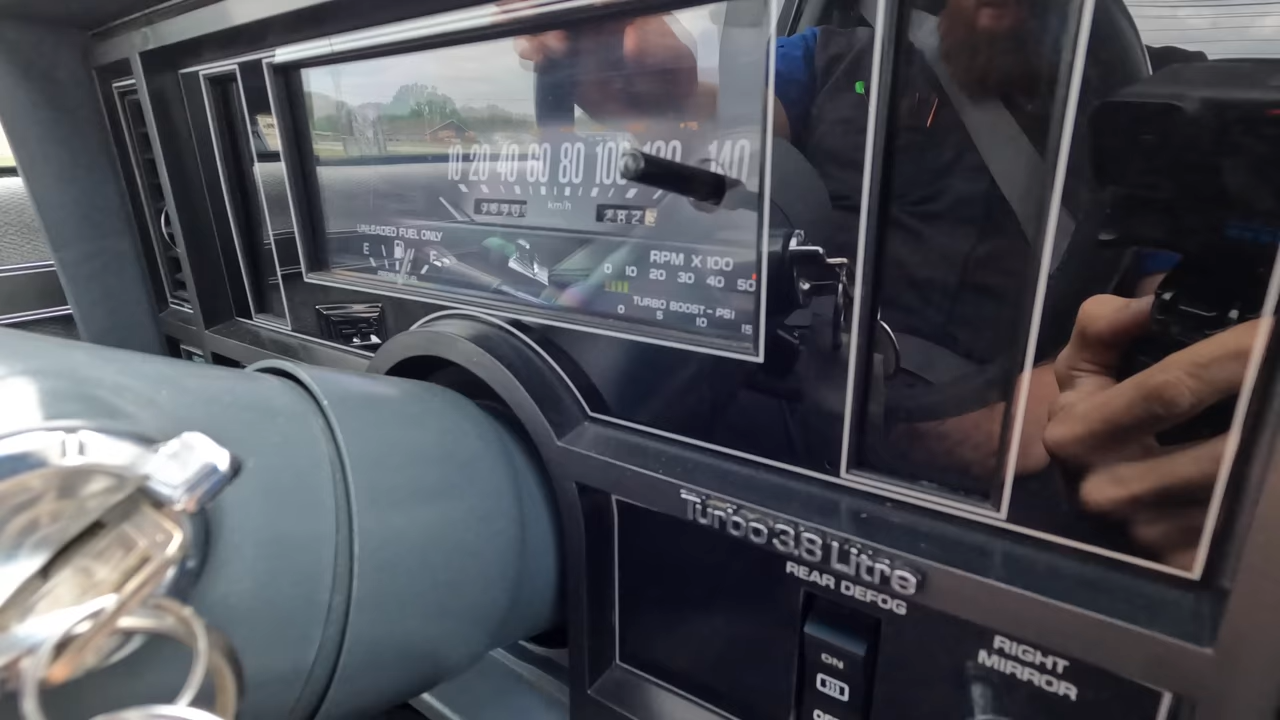 10 20 40 60 80 100 120 140
km/h
UNLEADED FUEL ONLY
E F
RPM X 100
0 10 20 30 40 50
TURBO BOOST-PSI
0 5 10 15
Turbo 3.8 Litre
REAR DEFOG
ON
RIGHT
MIRROR